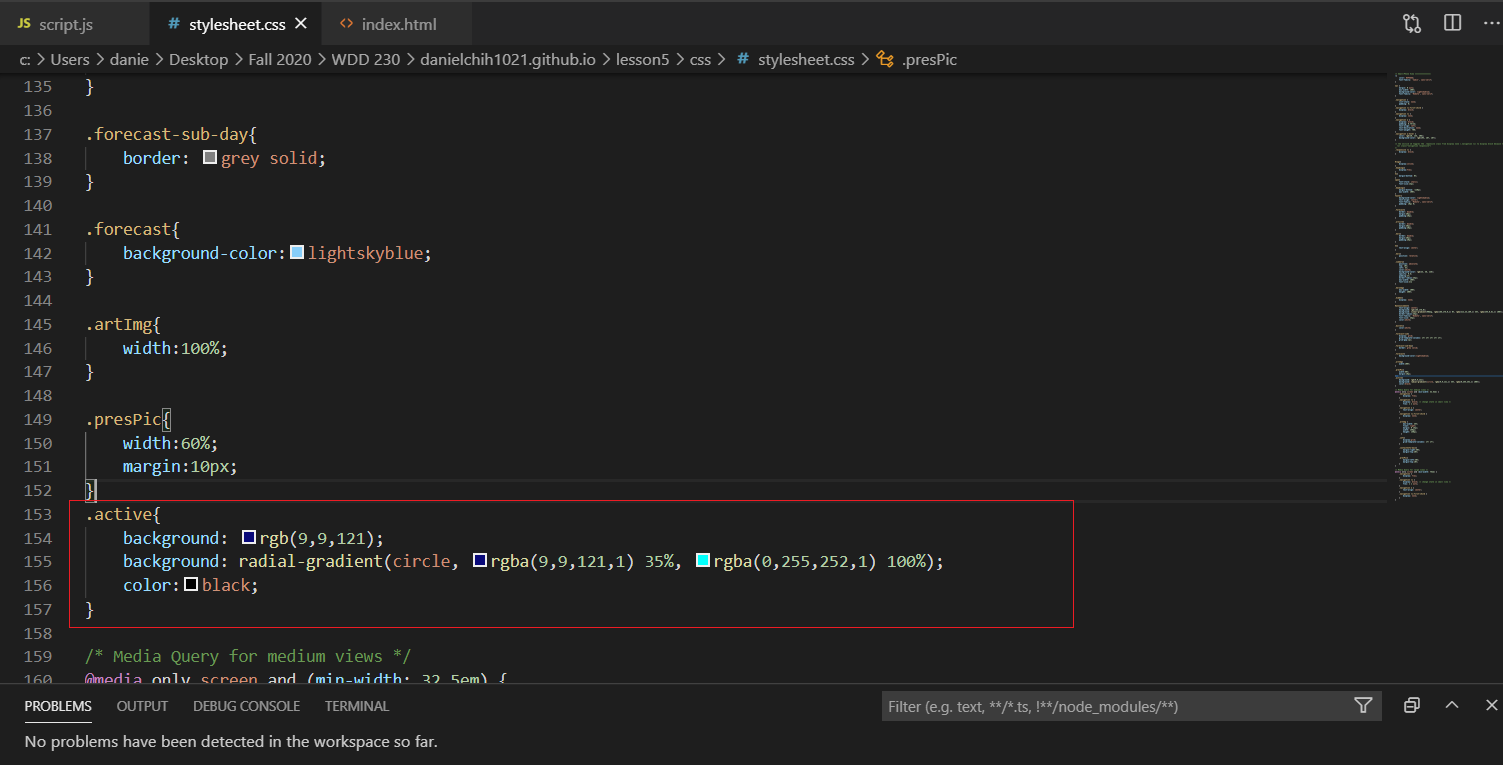 JS script.js # stylesheet.css × <> index.html
c: > Users > danie > Desktop > Fall 2020 > WDD 230 > danielchih1021.github.io > lesson5 > css > # stylesheet.css > .presPic
135 }
136
137 .forecast-sub-day{
138 border: grey solid;
139 }
140
141 .forecast{
142 background-color: lightskyblue;
143 }
144
145 .artImg{
146 width:100%;
147 }
148
149 .presPic{
150 width:60%;
151 margin:10px;
152 }
153 .active{
154 background: rgb(9,9,121);
155 background: radial-gradient(circle, rgba(9,9,121,1) 35%, rgba(0,255,252,1) 100%);
156 color: black;
157 }
158
159 /* Media Query for medium views */
160 @media only screen and (min-width: 32.5em) {
PROBLEMS OUTPUT DEBUG CONSOLE TERMINAL Filter (e.g. text, **/*.ts, !**/node_modules/**)
No problems have been detected in the workspace so far.